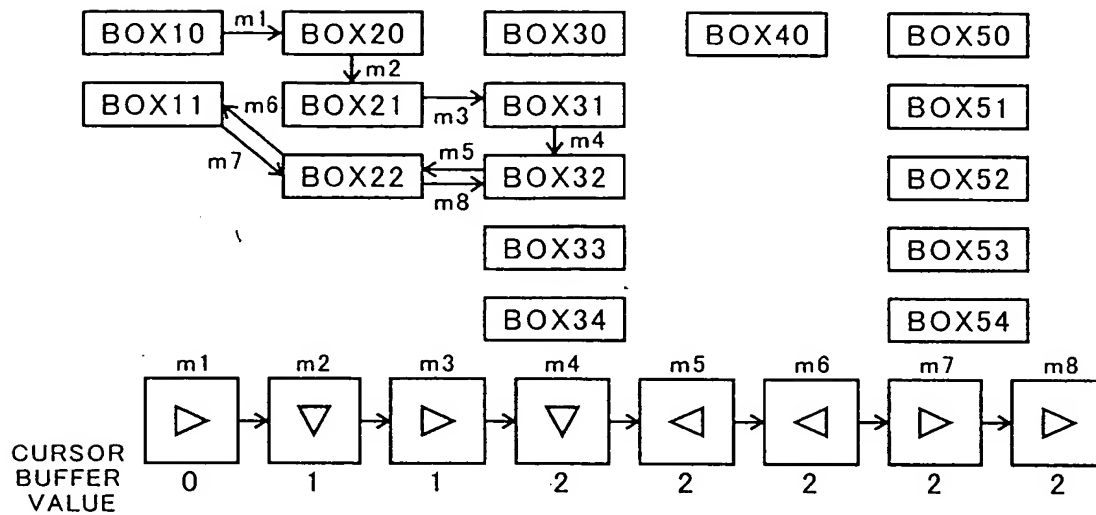 m1
BOX10 BOX20 BOX30 BOX40 BOX50
m2
m6
BOX11 BOX21 BOX31 BOX51
m3
m7 m5 m4
BOX22 BOX32 BOX52
m8
BOX33 BOX53
BOX34 BOX54
m1 m2 m3 m4 m5 m6 m7 m8
CURSOR
BUFFER
VALUE
0 1 1 2 2 2 2 2